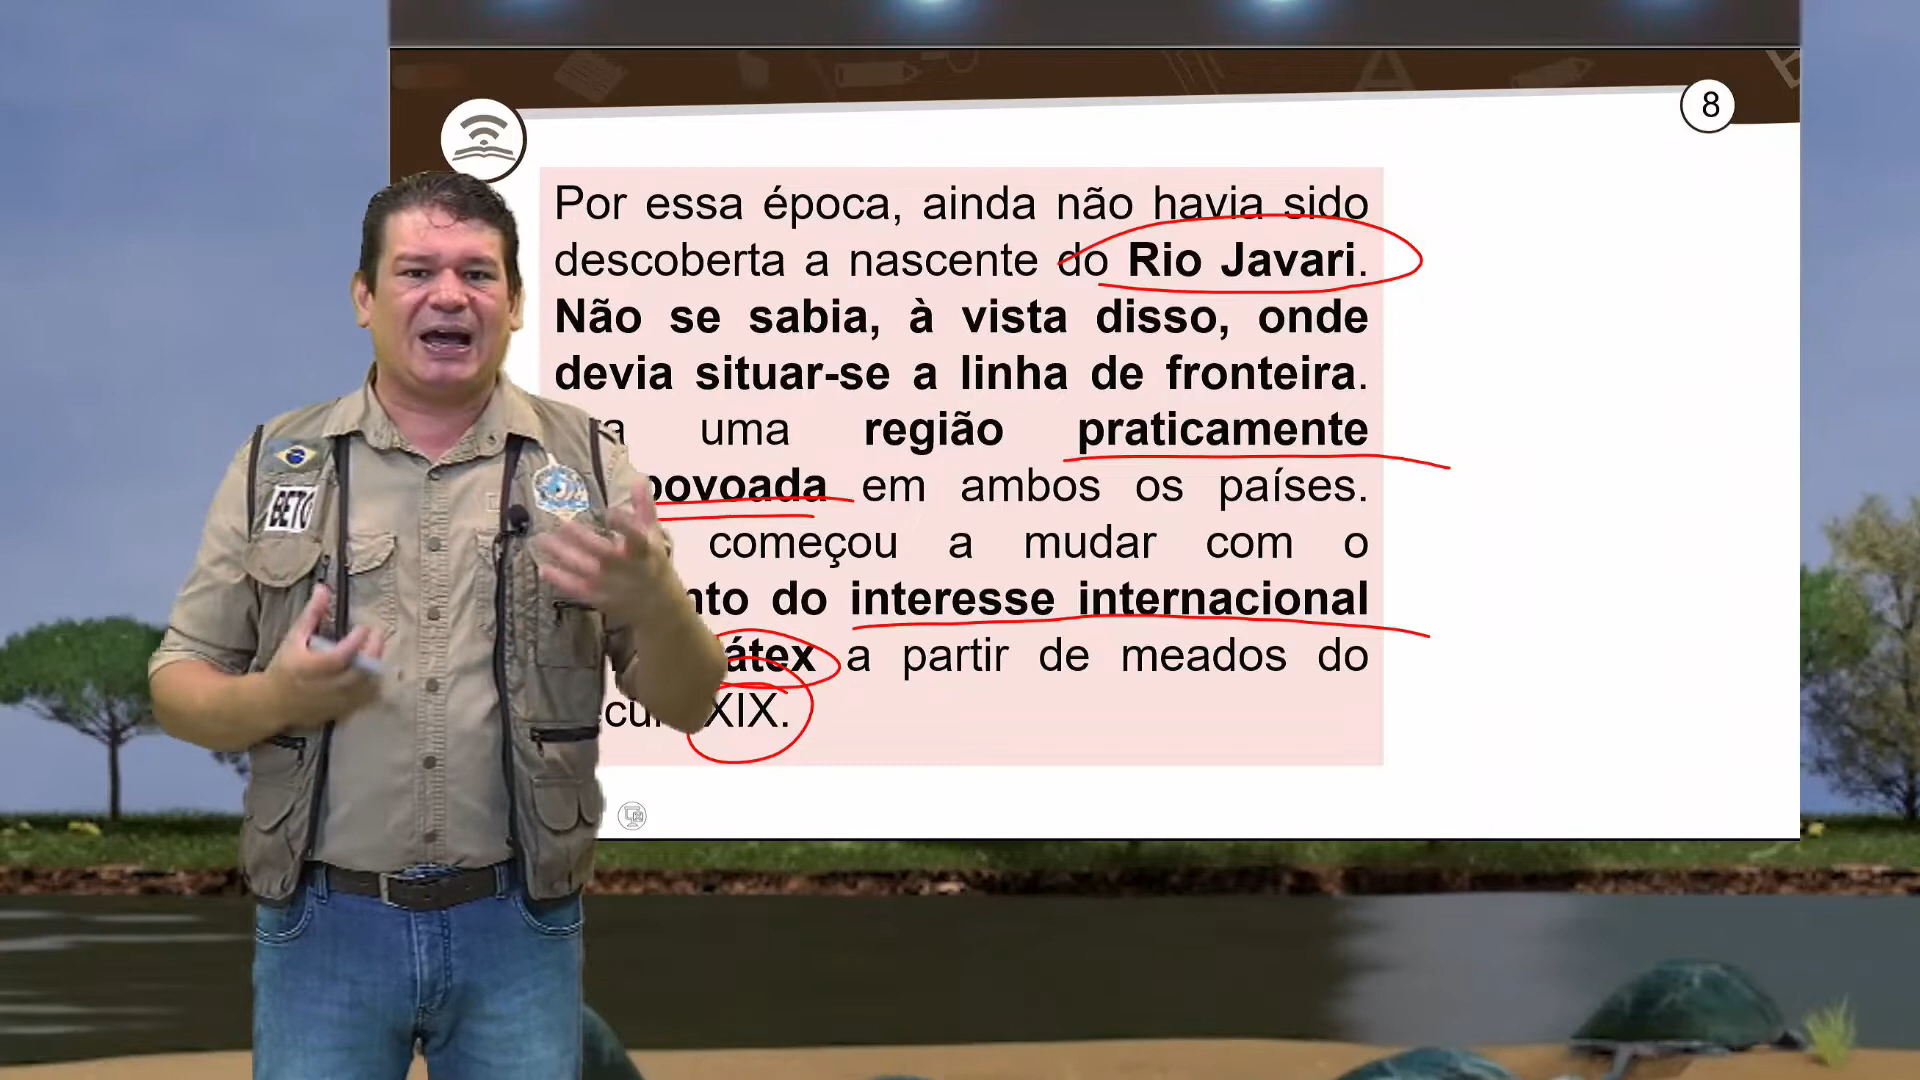 8
Por essa época, ainda não havia sido
descoberta a nascente do Rio Javari.
Não se sabia, à vista disso, onde
devia situar-se a linha de fronteira.
uma região praticamente
povoada em ambos os países.
começou a mudar com o
do interesse internacional
a partir de meados do
XIX.
BETO